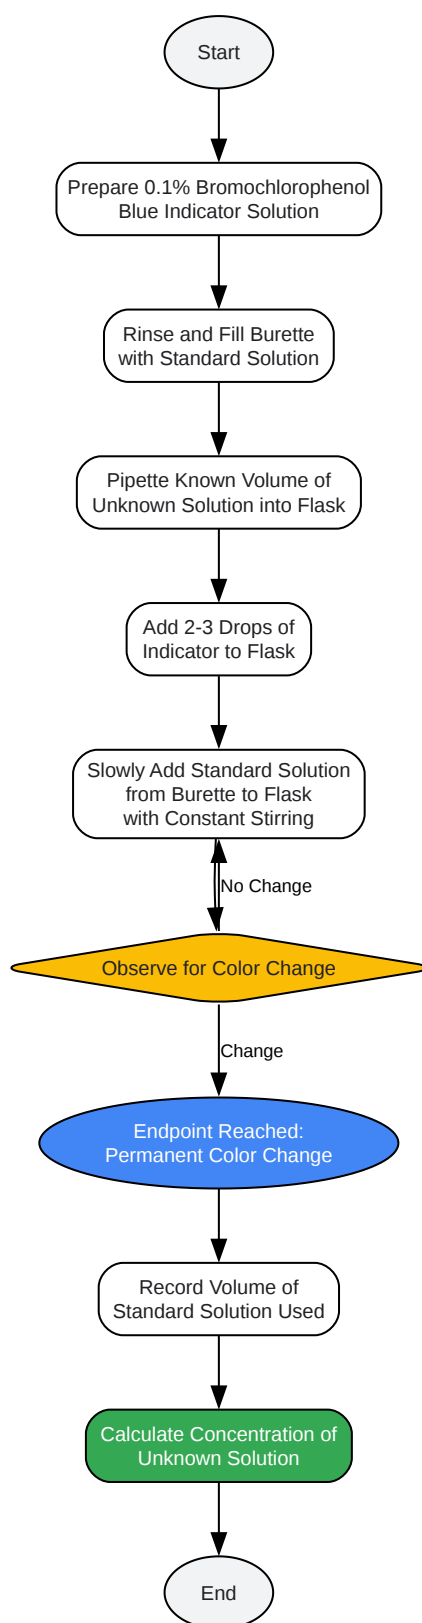 Start
Prepare 0.1% Bromochlorophenol
Blue Indicator Solution
Rinse and Fill Burette
with Standard Solution
Pipette Known Volume of
Unknown Solution into Flask
Add 2-3 Drops of
Indicator to Flask
Slowly Add Standard Solution
from Burette to Flask
with Constant Stirring
No Change
Observe for Color Change
Change
Endpoint Reached:
Permanent Color Change
Record Volume of
Standard Solution Used
Calculate Concentration of
Unknown Solution
End